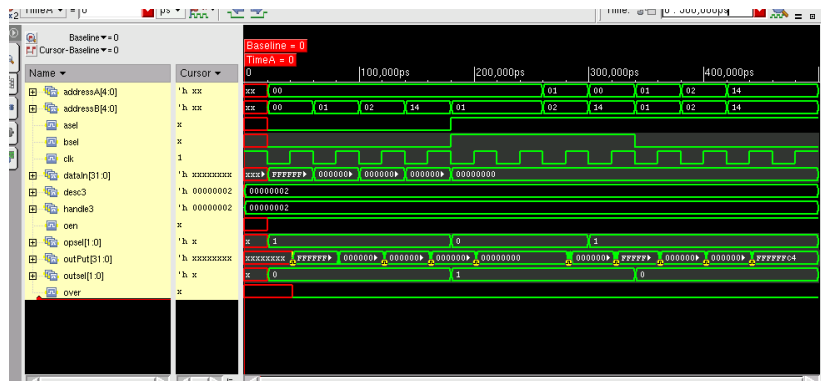 TimeA ▾ = 0 ps ▾ Time: 0 : 500,000ps
x2
Baseline ▾ = 0
Cursor-Baseline ▾ = 0
Baseline = 0
TimeA = 0
Name ▾ Cursor ▾ 0 100,000ps 200,000ps 300,000ps 400,000ps
addressA[4:0] 'h xx xx 00 01 00 01 02 14
addressB[4:0] 'h xx xx 00 01 02 14 01 02 14 01 02 14
asel x
bsel x
clk 1
dataIn[31:0] 'h xxxxxxxx xxx▸ FFFFFF▸ 000000▸ 000000▸ 000000▸ 00000000
desc3 'h 00000002 00000002
handle3 'h 00000002 00000002
oen x
opsel[1:0] 'h x x 1 0 1
outPut[31:0] 'h xxxxxxxx xxxxxxxx FFFFFF▸ 000000▸ 000000▸ 000000▸ 00000000 000000▸ FFFFFF▸ 000000▸ 000000▸ FFFFFFC4
outsel[1:0] 'h x x 0 1 0
over x